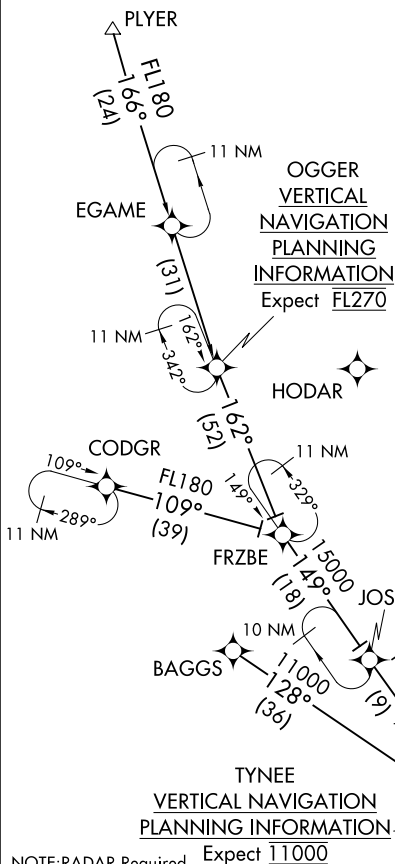 PLYER
FL180
166°
(24)
11 NM
EGAME
OGGER
VERTICAL
NAVIGATION
PLANNING
INFORMATION
Expect FL270
(31)
11 NM
162°
342°
HODAR
162°
(52)
CODGR
109°
289°
11 NM
FL180
109°
(39)
11 NM
149°
329°
FRZBE
15000
149°
(18)
JOS
10 NM
BAGGS
11000
128°
(36)
(9)
TYNEE
VERTICAL NAVIGATION
PLANNING INFORMATION
Expect 11000
NOTE:RADAR Required